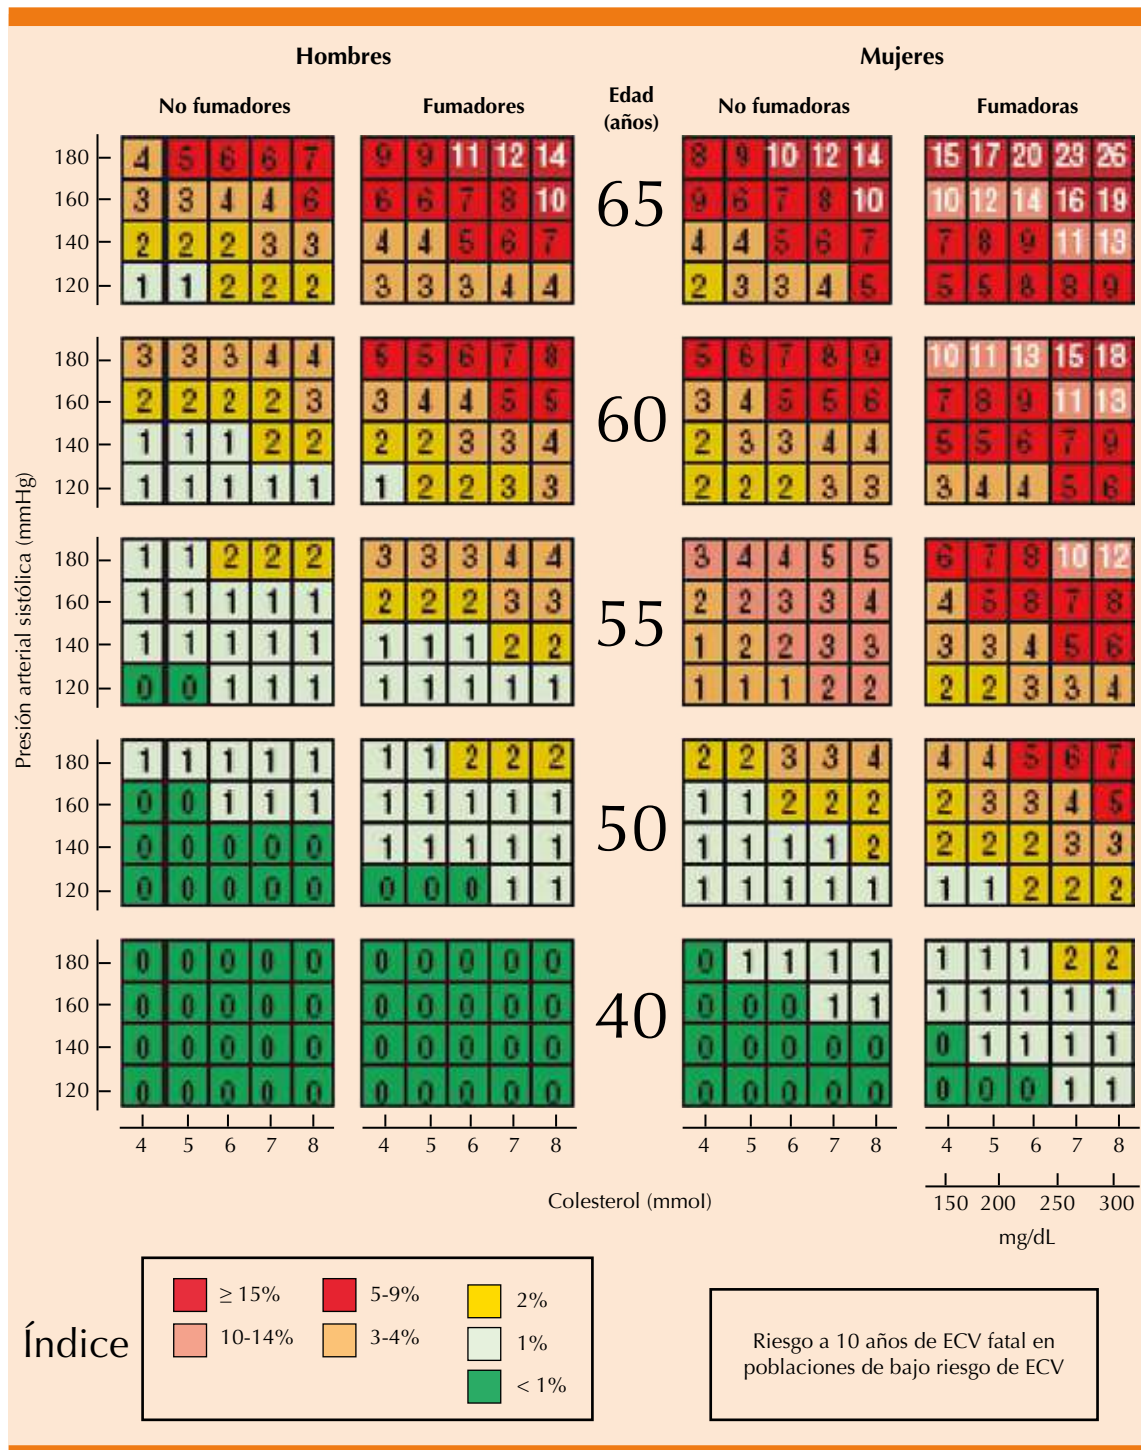 Hombres Mujeres
No fumadores Fumadores Edad (años) No fumadoras Fumadoras
180 4 5 6 6 7 9 9 11 12 14 65 8 9 10 12 14 15 17 20 23 26
160 3 3 4 4 6 6 6 7 8 10 9 6 7 8 10 10 12 14 16 19
140 2 2 2 3 3 4 4 5 6 7 4 4 5 6 7 7 8 9 11 13
120 1 1 2 2 2 3 3 3 4 4 2 3 3 4 5 5 5 8 8 9
180 3 3 3 4 4 5 5 6 7 8 60 5 6 7 8 9 10 11 13 15 18
160 2 2 2 2 3 3 4 4 5 5 3 4 5 5 6 7 8 9 11 13
140 1 1 1 2 2 2 2 3 3 4 2 3 3 4 4 5 5 6 7 9
120 1 1 1 1 1 1 2 2 3 3 2 2 2 3 3 3 4 4 5 6
Presión arterial sistólica (mmHg)
180 1 1 2 2 2 3 3 3 4 4 55 3 4 4 5 5 6 7 8 10 12
160 1 1 1 1 1 2 2 2 3 3 2 2 3 3 4 4 5 8 7 8
140 1 1 1 1 1 1 1 1 2 2 1 2 2 3 3 3 3 4 5 6
120 0 0 1 1 1 1 1 1 1 1 1 1 1 2 2 2 2 3 3 4
180 1 1 1 1 1 1 1 2 2 2 50 2 2 3 3 4 4 4 5 6 7
160 0 0 1 1 1 1 1 1 1 1 1 1 2 2 2 2 3 3 4 5
140 0 0 0 0 0 1 1 1 1 1 1 1 1 1 2 2 2 2 3 3
120 0 0 0 0 0 0 0 0 1 1 1 1 1 1 1 1 1 2 2 2
180 0 0 0 0 0 0 0 0 0 0 40 0 1 1 1 1 1 1 1 2 2
160 0 0 0 0 0 0 0 0 0 0 0 0 0 1 1 1 1 1 1 1
140 0 0 0 0 0 0 0 0 0 0 0 0 0 0 0 0 1 1 1 1
120 0 0 0 0 0 0 0 0 0 0 0 0 0 0 0 0 0 0 1 1
4 5 6 7 8 4 5 6 7 8 4 5 6 7 8 4 5 6 7 8
Colesterol (mmol) 150 200 250 300
mg/dL
Índice
≥ 15% 5-9% 2%
10-14% 3-4% 1%
< 1%
Riesgo a 10 años de ECV fatal en
poblaciones de bajo riesgo de ECV